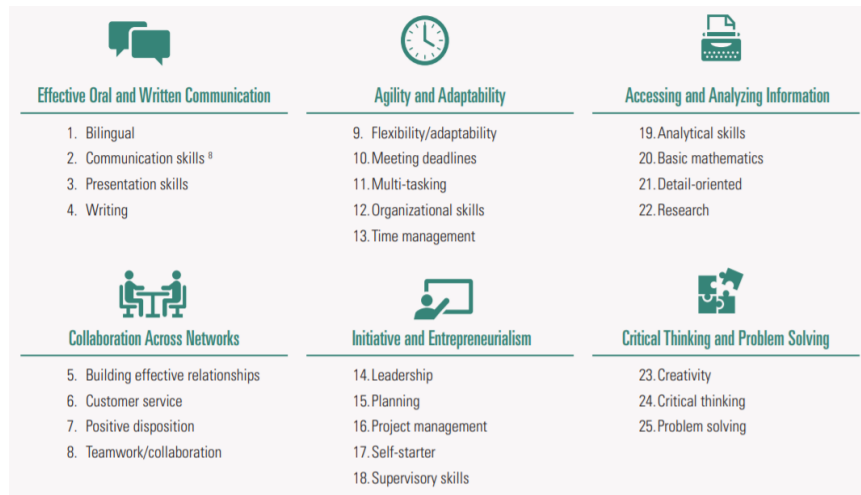 Effective Oral and Written Communication
1. Bilingual
2. Communication skills 8
3. Presentation skills
4. Writing
Agility and Adaptability
9. Flexibility/adaptability
10. Meeting deadlines
11. Multi-tasking
12. Organizational skills
13. Time management
Accessing and Analyzing Information
19. Analytical skills
20. Basic mathematics
21. Detail-oriented
22. Research
Collaboration Across Networks
5. Building effective relationships
6. Customer service
7. Positive disposition
8. Teamwork/collaboration
Initiative and Entrepreneurialism
14. Leadership
15. Planning
16. Project management
17. Self-starter
18. Supervisory skills
Critical Thinking and Problem Solving
23. Creativity
24. Critical thinking
25. Problem solving